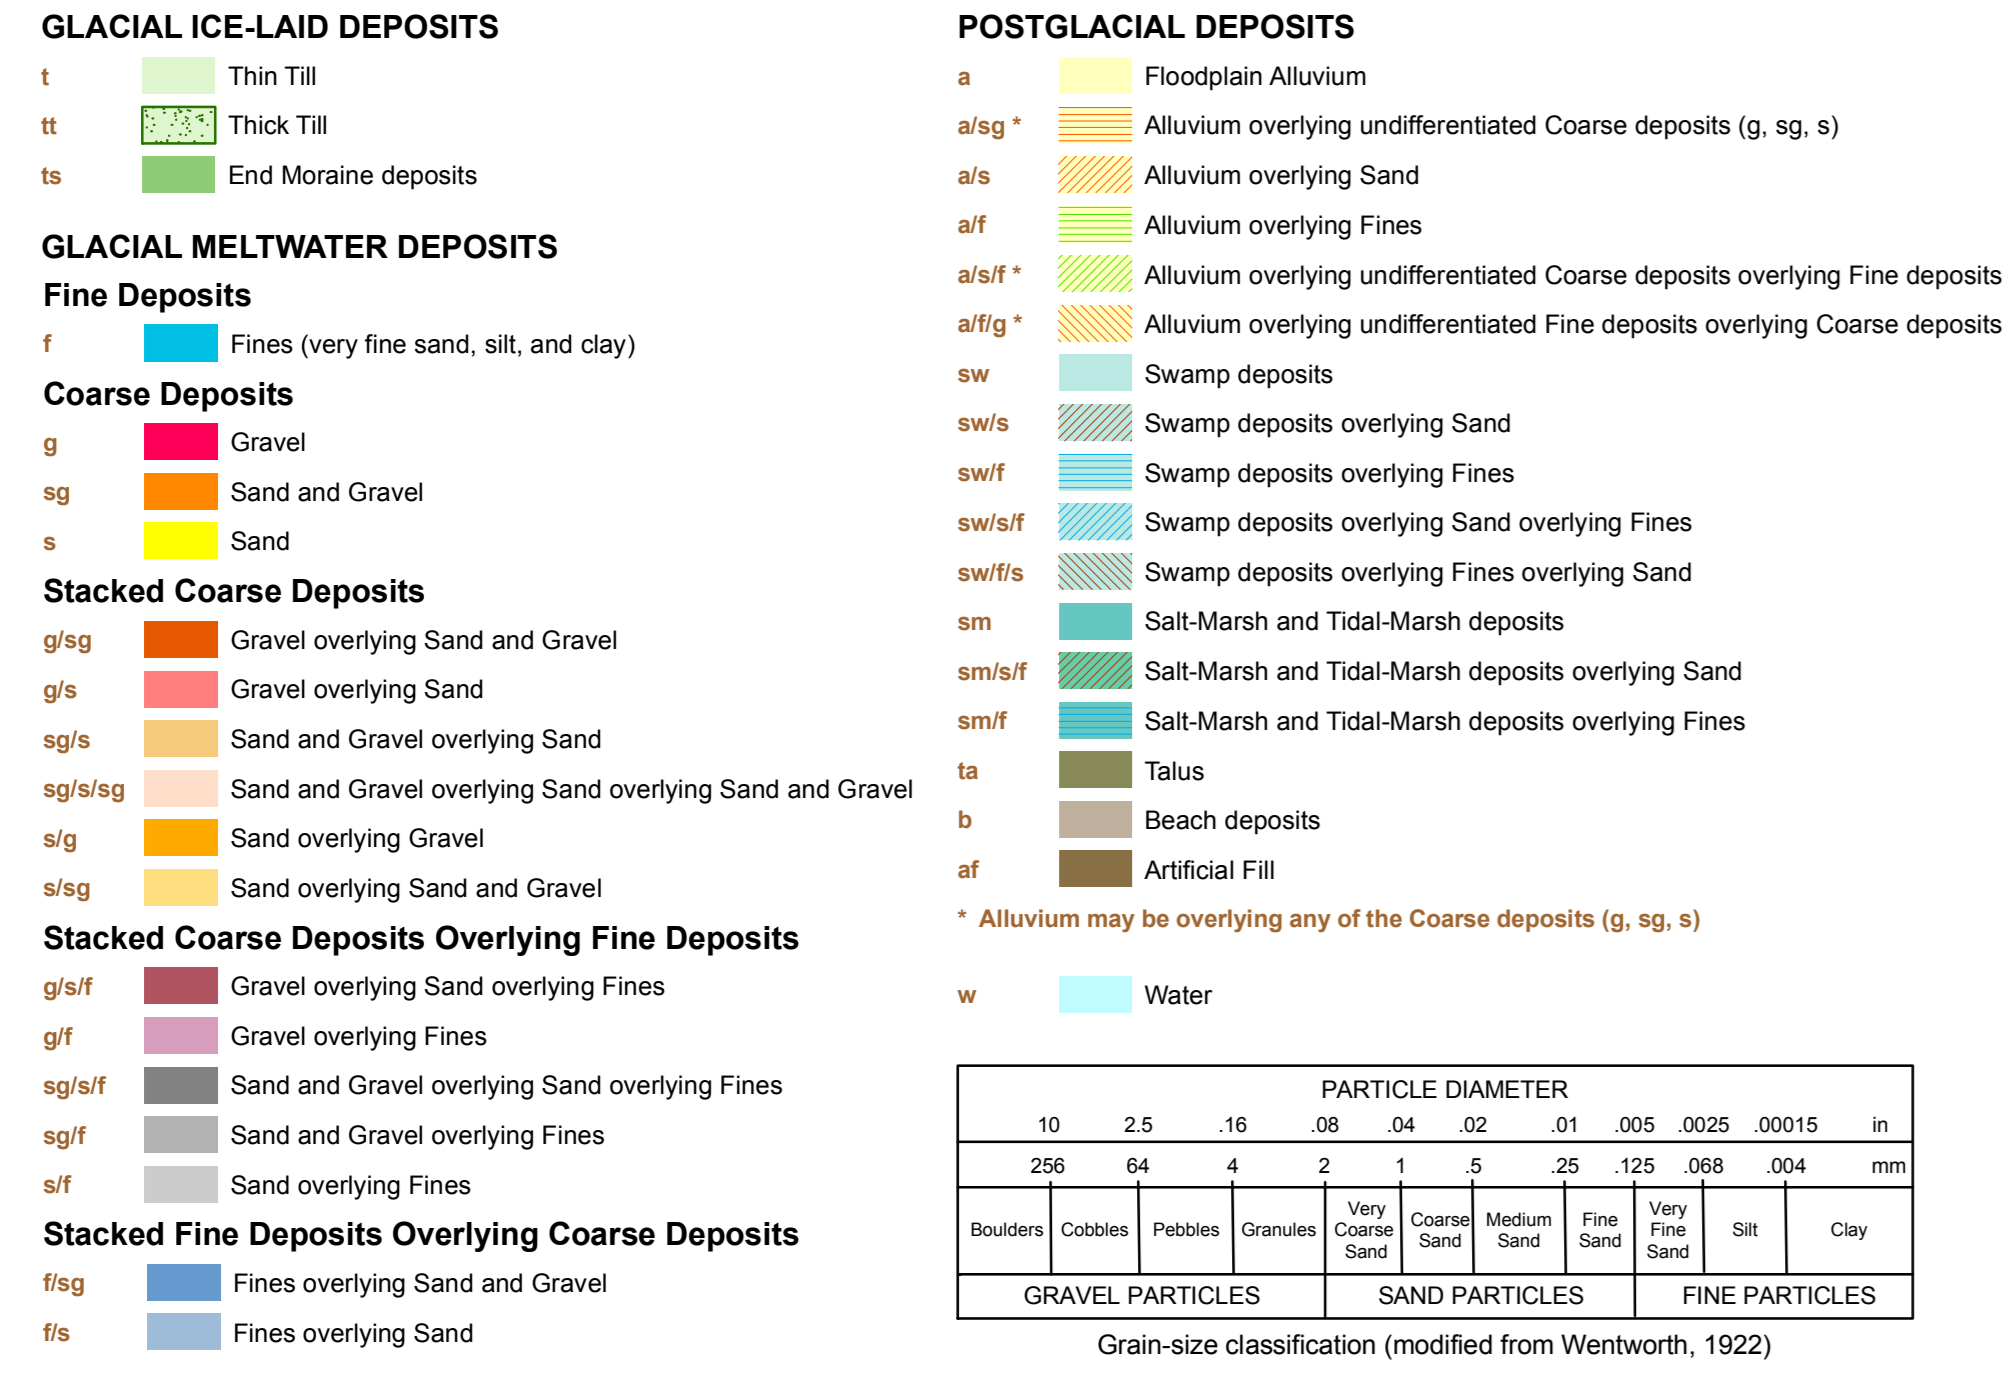 GLACIAL ICE-LAID DEPOSITS
t Thin Till
tt Thick Till
ts End Moraine deposits
GLACIAL MELTWATER DEPOSITS
Fine Deposits
f Fines (very fine sand, silt, and clay)
Coarse Deposits
g Gravel
sg Sand and Gravel
s Sand
Stacked Coarse Deposits
g/sg Gravel overlying Sand and Gravel
g/s Gravel overlying Sand
sg/s Sand and Gravel overlying Sand
sg/s/sg Sand and Gravel overlying Sand overlying Sand and Gravel
s/g Sand overlying Gravel
s/sg Sand overlying Sand and Gravel
Stacked Coarse Deposits Overlying Fine Deposits
g/s/f Gravel overlying Sand overlying Fines
g/f Gravel overlying Fines
sg/s/f Sand and Gravel overlying Sand overlying Fines
sg/f Sand and Gravel overlying Fines
s/f Sand overlying Fines
Stacked Fine Deposits Overlying Coarse Deposits
f/sg Fines overlying Sand and Gravel
f/s Fines overlying Sand
POSTGLACIAL DEPOSITS
a Floodplain Alluvium
a/sg * Alluvium overlying undifferentiated Coarse deposits (g, sg, s)
a/s Alluvium overlying Sand
a/f Alluvium overlying Fines
a/s/f * Alluvium overlying undifferentiated Coarse deposits overlying Fine deposits
a/f/g * Alluvium overlying undifferentiated Fine deposits overlying Coarse deposits
sw Swamp deposits
sw/s Swamp deposits overlying Sand
sw/f Swamp deposits overlying Fines
sw/s/f Swamp deposits overlying Sand overlying Fines
sw/f/s Swamp deposits overlying Fines overlying Sand
sm Salt-Marsh and Tidal-Marsh deposits
sm/s/f Salt-Marsh and Tidal-Marsh deposits overlying Sand
sm/f Salt-Marsh and Tidal-Marsh deposits overlying Fines
ta Talus
b Beach deposits
af Artificial Fill
* Alluvium may be overlying any of the Coarse deposits (g, sg, s)
w Water
PARTICLE DIAMETER
10 2.5 .16 .08 .04 .02 .01 .005 .0025 .00015 in
256 64 4 2 1 .5 .25 .125 .068 .004 mm
Boulders Cobbles Pebbles Granules Very Coarse Sand Coarse Sand Medium Sand Fine Sand Very Fine Sand Silt Clay
GRAVEL PARTICLES SAND PARTICLES FINE PARTICLES
Grain-size classification (modified from Wentworth, 1922)